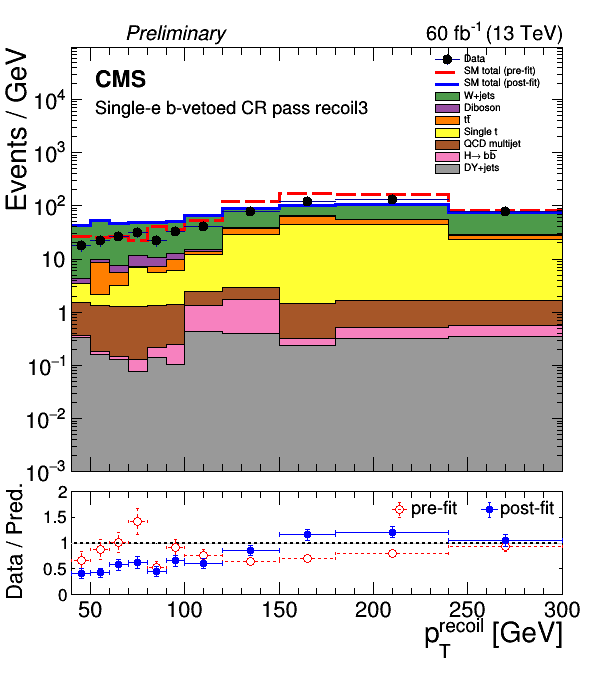 Preliminary 60 fb⁻¹ (13 TeV)
CMS
Single-e b-vetoed CR pass recoil3
Data
SM total (pre-fit)
SM total (post-fit)
W+jets
Diboson
tt̅
Single t
QCD multijet
H→ bb̅
DY+jets
Events / GeV
10⁴
10³
10²
10
1
10⁻¹
10⁻²
10⁻³
pre-fit post-fit
Data / Pred.
2
1.5
1
0.5
0
50 100 150 200 250 300
p_T^recoil [GeV]